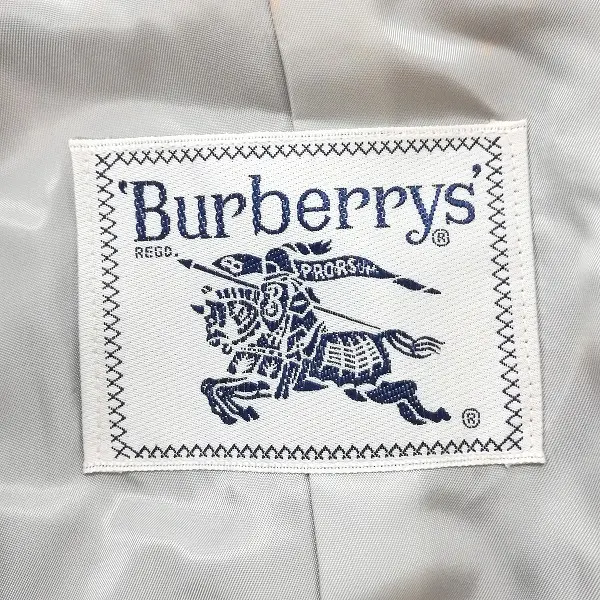 'Burberrys'®
REGD.
PRORSUM
B
®